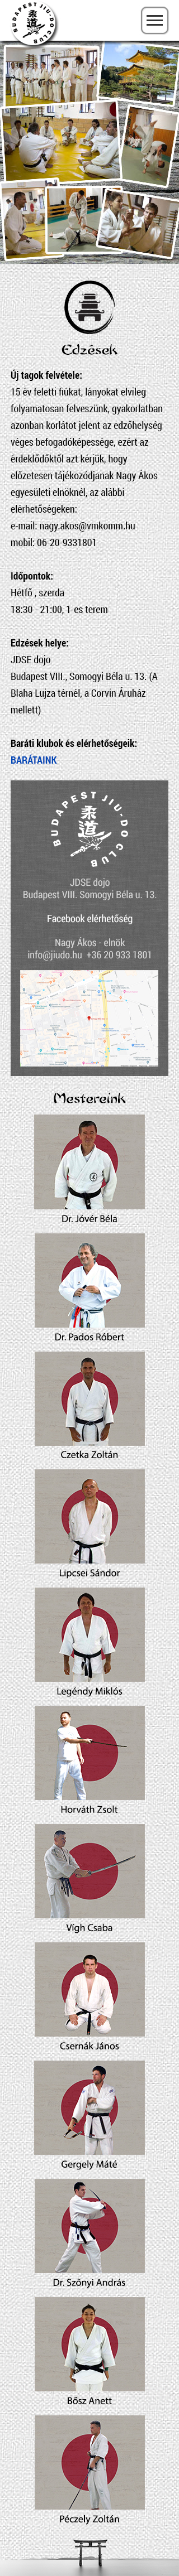 BUDAPEST JIU-DO CLUB
Edzések
Új tagok felvétele:
15 év feletti fiúkat, lányokat elvileg
folyamatosan felveszünk, gyakorlatban
azonban korlátot jelent az edzőhelység
véges befogadóképessége, ezért az
érdeklődőktől azt kérjük, hogy
előzetesen tájékozódjanak Nagy Ákos
egyesületi elnöknél, az alábbi
elérhetőségeken:
e-mail: nagy.akos@vmkomm.hu
mobil: 06-20-9331801
Időpontok:
Hétfő , szerda
18:30 - 21:00, 1-es terem
Edzések helye:
JDSE dojo
Budapest VIII., Somogyi Béla u. 13. (A
Blaha Lujza térnél, a Corvin Áruház
mellett)
Baráti klubok és elérhetőségeik:
BARÁTAINK
BUDAPEST JIU-DO CLUB
JDSE dojo
Budapest VIII. Somogyi Béla u. 13.
Facebook elérhetőség
Nagy Ákos - elnök
info@jiudo.hu +36 20 933 1801
Mestereink
Dr. Jóvér Béla
Dr. Pados Róbert
Czetka Zoltán
Lipcsei Sándor
Legéndy Miklós
Horváth Zsolt
Vígh Csaba
Csernák János
Gergely Máté
Dr. Szőnyi András
Bősz Anett
Péczely Zoltán